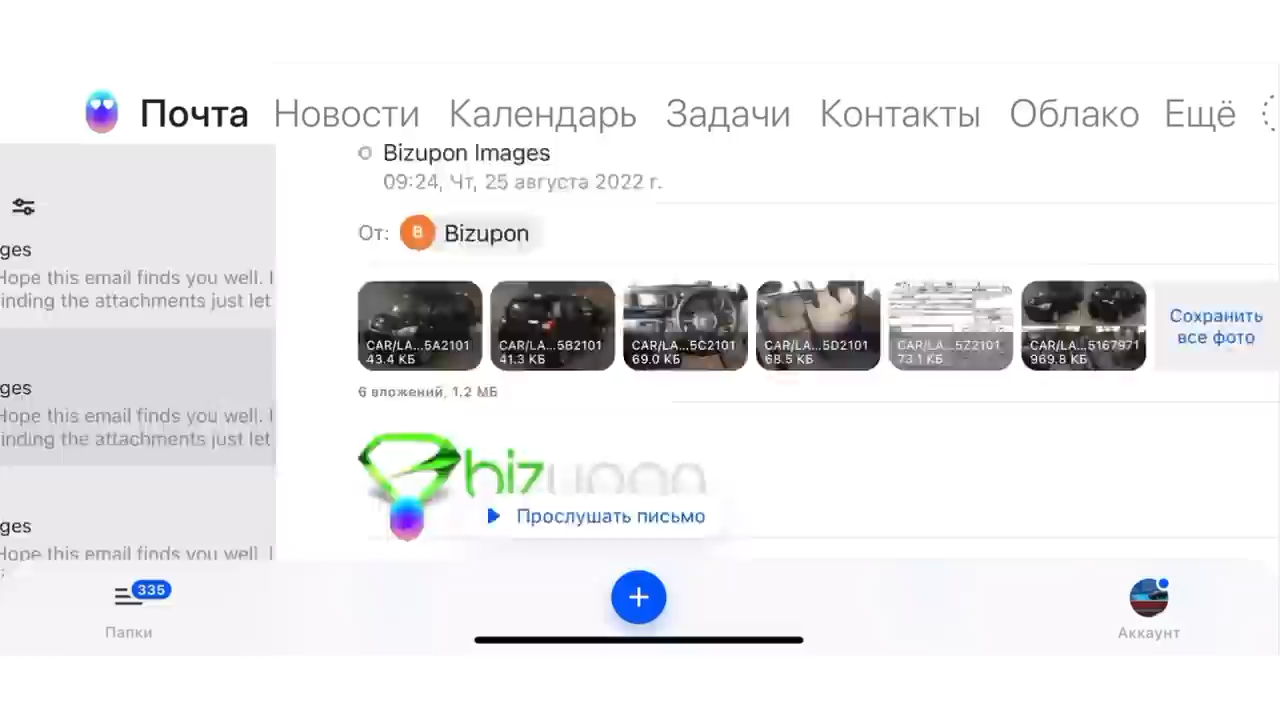 Почта Новости Календарь Задачи Контакты Облако Ещё
ges
Hope this email finds you well. I
inding the attachments just let
ges
Hope this email finds you well. I
inding the attachments just let
ges
Hope this email finds you well. I
Bizupon Images
09:24, Чт, 25 августа 2022 г.
От: B Bizupon
CAR/LA...5A2101
43.4 КБ
CAR/LA...5B2101
41.3 КБ
CAR/LA...5C2101
69.0 КБ
CAR/LA...5D2101
68.5 КБ
CAR/LA...5Z2101
73.1 КБ
CAR/LA...5167971
969.8 КБ
Сохранить
все фото
6 вложений, 1.2 МБ
bizupon
Прослушать письмо
335
Папки
Аккаунт